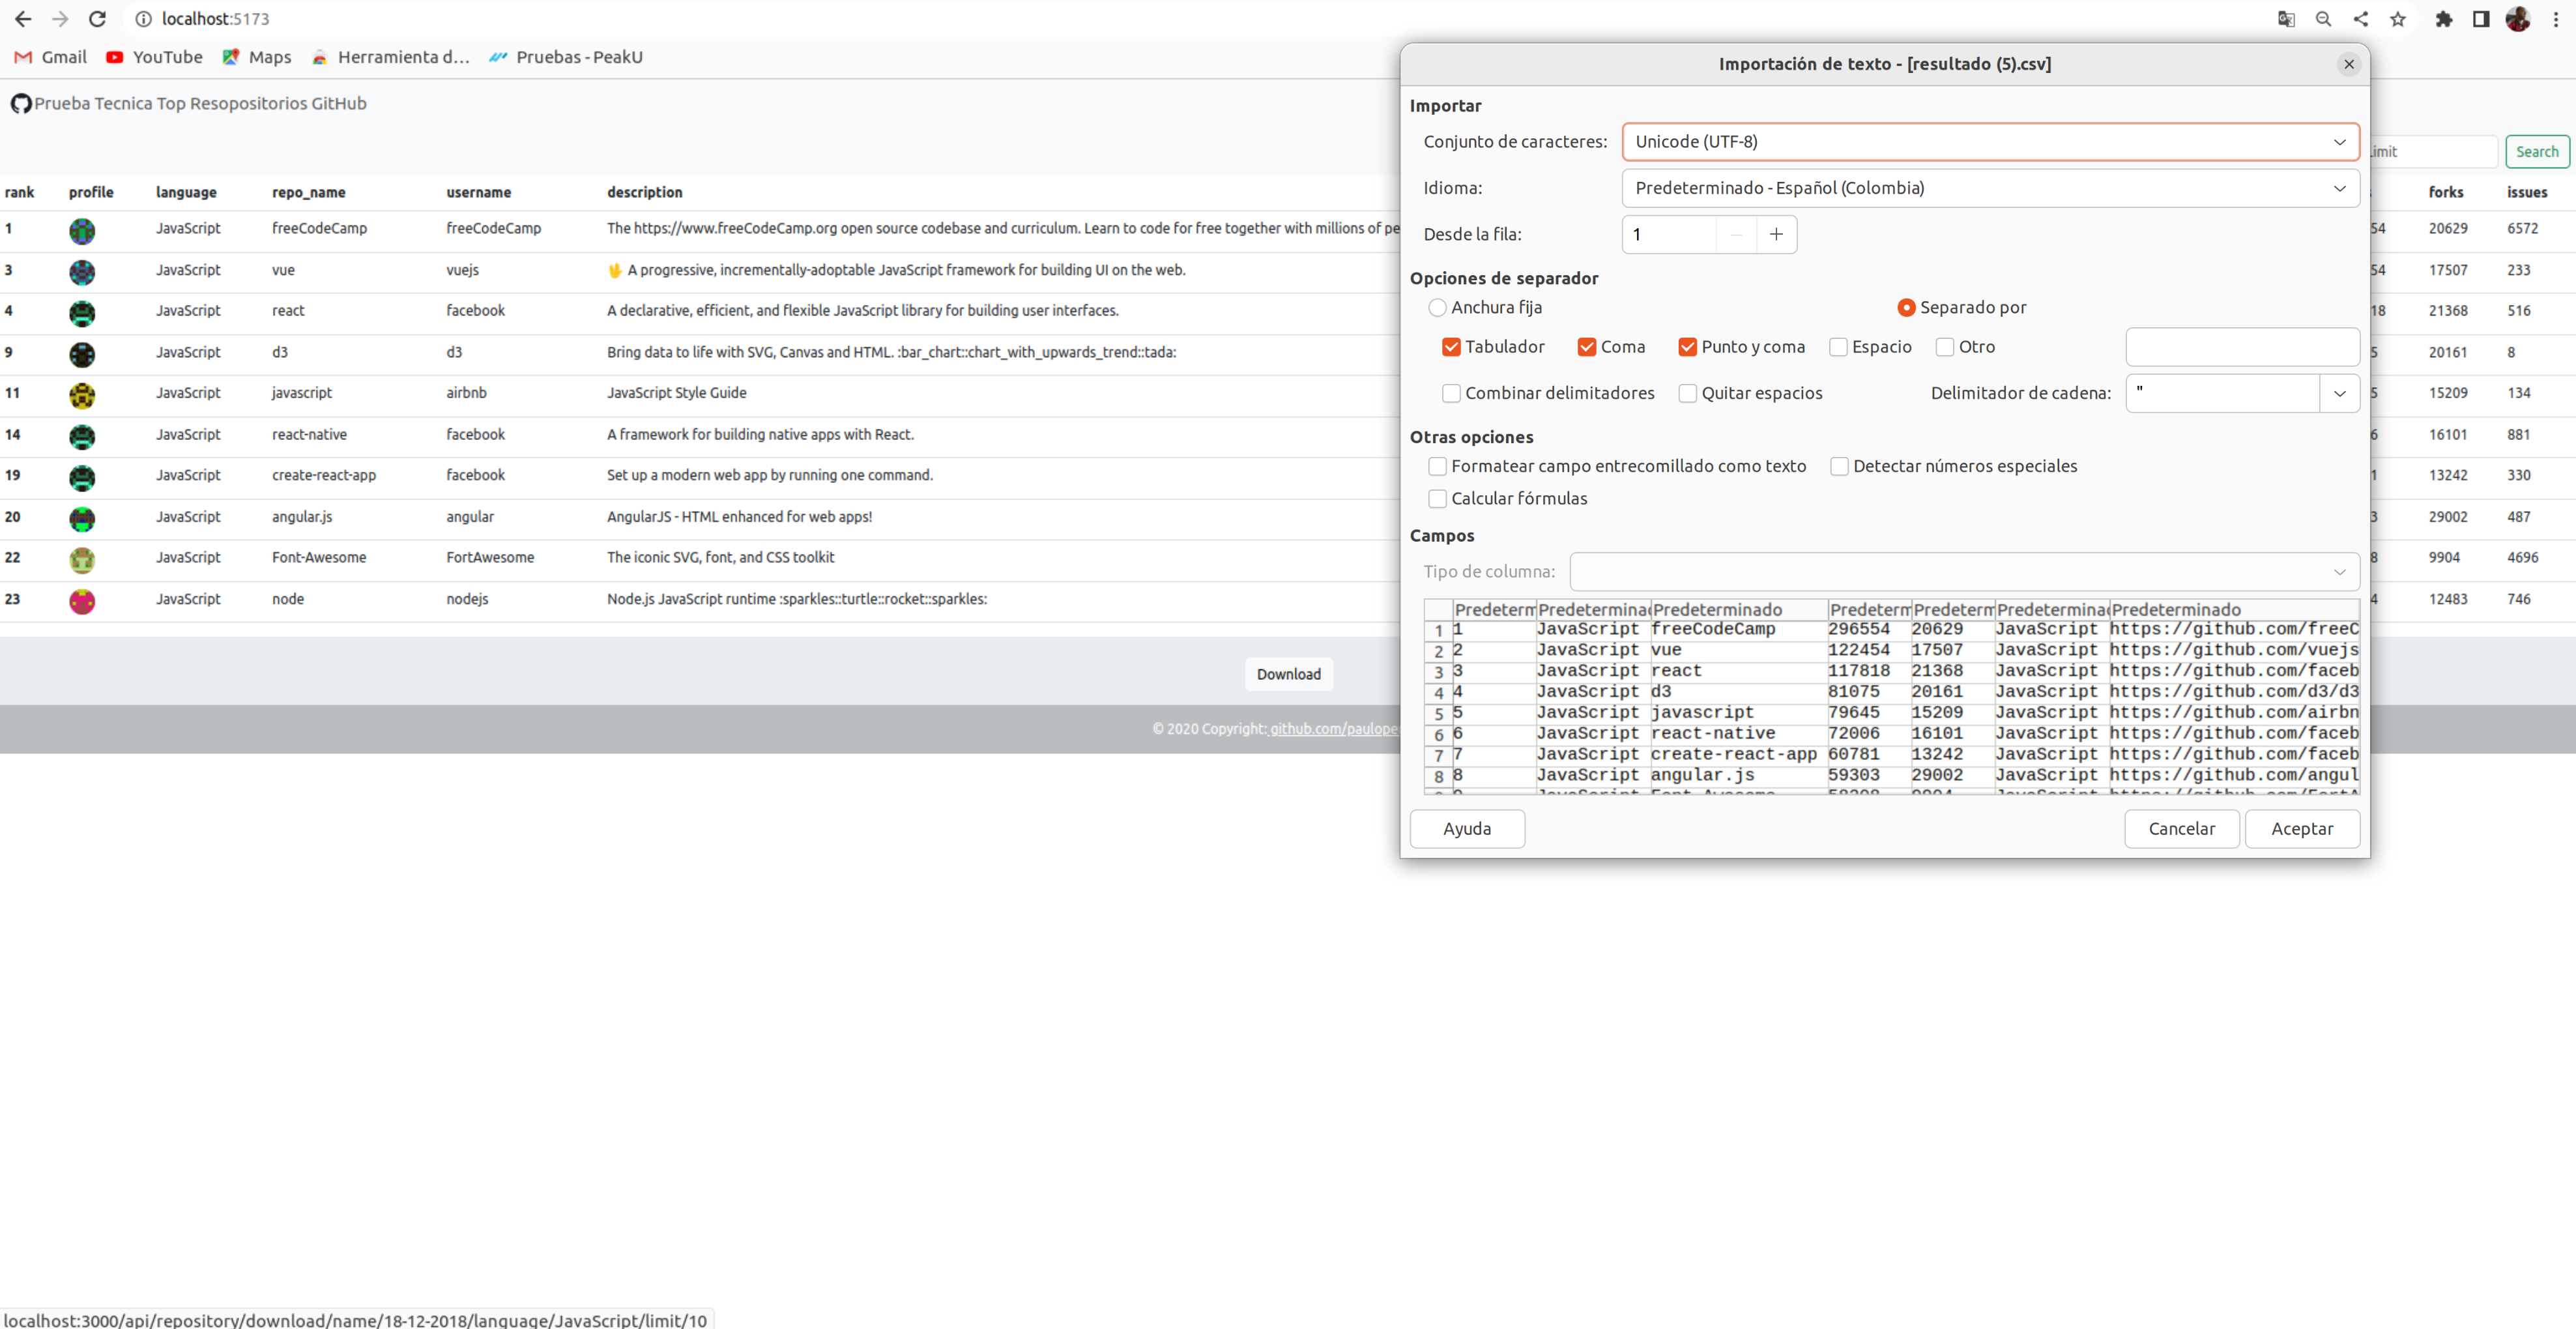 localhost:5173
Gmail YouTube Maps Herramienta d... Pruebas - PeakU
Prueba Tecnica Top Resopositorios GitHub
imit Search
rank profile language repo_name username description forks issues
1 JavaScript freeCodeCamp freeCodeCamp The https://www.freeCodeCamp.org open source codebase and curriculum. Learn to code for free together with millions of pe 54 20629 6572
3 JavaScript vue vuejs 🖖 A progressive, incrementally-adoptable JavaScript framework for building UI on the web. 54 17507 233
4 JavaScript react facebook A declarative, efficient, and flexible JavaScript library for building user interfaces. 18 21368 516
9 JavaScript d3 d3 Bring data to life with SVG, Canvas and HTML. :bar_chart::chart_with_upwards_trend::tada: 5 20161 8
11 JavaScript javascript airbnb JavaScript Style Guide 5 15209 134
14 JavaScript react-native facebook A framework for building native apps with React. 6 16101 881
19 JavaScript create-react-app facebook Set up a modern web app by running one command. 1 13242 330
20 JavaScript angular.js angular AngularJS - HTML enhanced for web apps! 3 29002 487
22 JavaScript Font-Awesome FortAwesome The iconic SVG, font, and CSS toolkit 8 9904 4696
23 JavaScript node nodejs Node.js JavaScript runtime :sparkles::turtle::rocket::sparkles: 4 12483 746
Download
© 2020 Copyright: github.com/paulope
Importación de texto - [resultado (5).csv]
Importar
Conjunto de caracteres: Unicode (UTF-8)
Idioma: Predeterminado - Español (Colombia)
Desde la fila: 1
Opciones de separador
Anchura fija Separado por
Tabulador Coma Punto y coma Espacio Otro
Combinar delimitadores Quitar espacios Delimitador de cadena: "
Otras opciones
Formatear campo entrecomillado como texto Detectar números especiales
Calcular fórmulas
Campos
Tipo de columna:
Predeterm Predetermina Predeterminado Predeterm Predeterm Predetermina Predeterminado
1 1 JavaScript freeCodeCamp 296554 20629 JavaScript https://github.com/freeC
2 2 JavaScript vue 122454 17507 JavaScript https://github.com/vuejs
3 3 JavaScript react 117818 21368 JavaScript https://github.com/faceb
4 4 JavaScript d3 81075 20161 JavaScript https://github.com/d3/d3
5 5 JavaScript javascript 79645 15209 JavaScript https://github.com/airbn
6 6 JavaScript react-native 72006 16101 JavaScript https://github.com/faceb
7 7 JavaScript create-react-app 60781 13242 JavaScript https://github.com/faceb
8 8 JavaScript angular.js 59303 29002 JavaScript https://github.com/angul
Ayuda Cancelar Aceptar
localhost:3000/api/repository/download/name/18-12-2018/language/JavaScript/limit/10